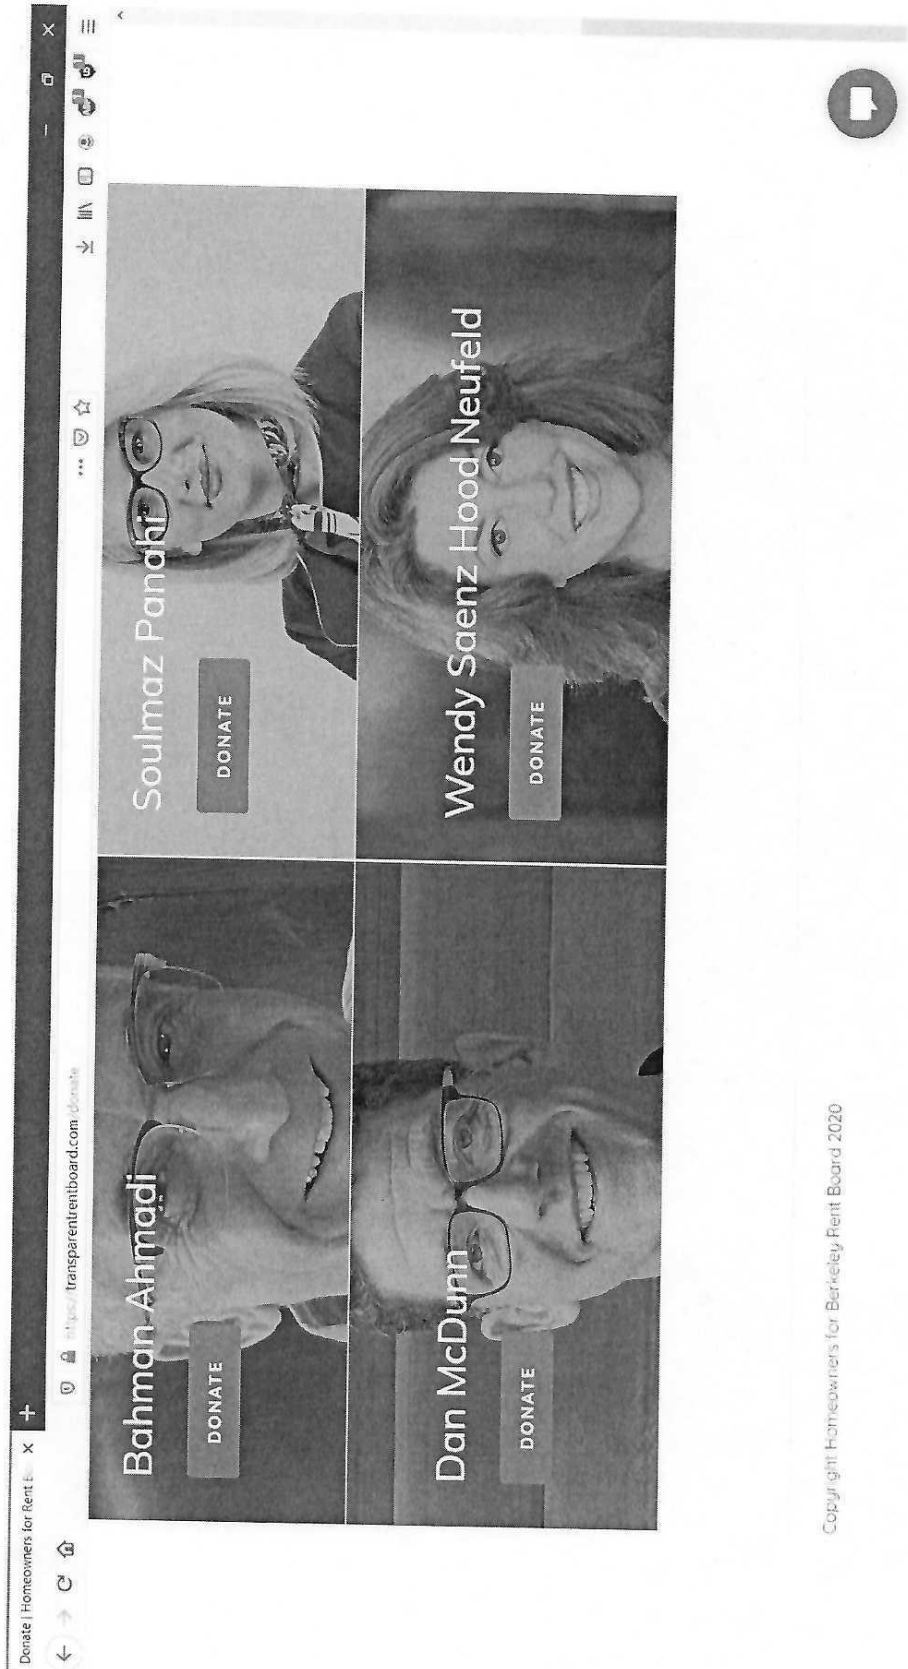 Donate | Homeowners for Rent B
https://transparentrentboard.com/donate
Bahman Ahmadi
DONATE
Soulmaz Panahi
DONATE
Dan McDunn
DONATE
Wendy Saenz Hood Neufeld
DONATE
Copyright Homeowners for Berkeley Rent Board 2020